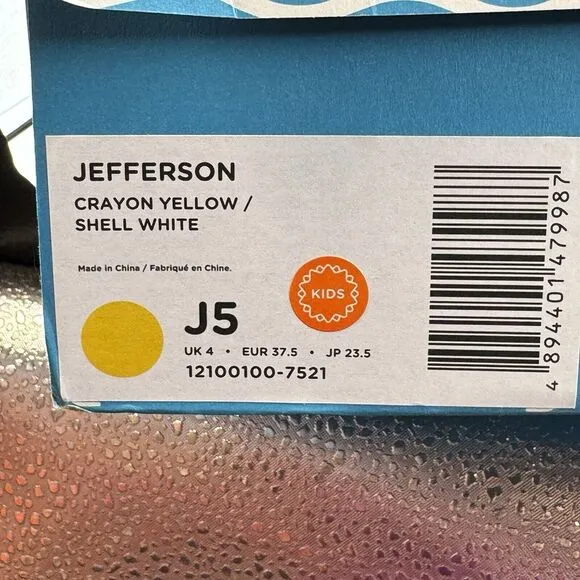 JEFFERSON
CRAYON YELLOW /
SHELL WHITE
Made in China / Fabriqué en Chine.
KIDS
J5
UK 4 • EUR 37.5 • JP 23.5
12100100-7521
4 894401 479987